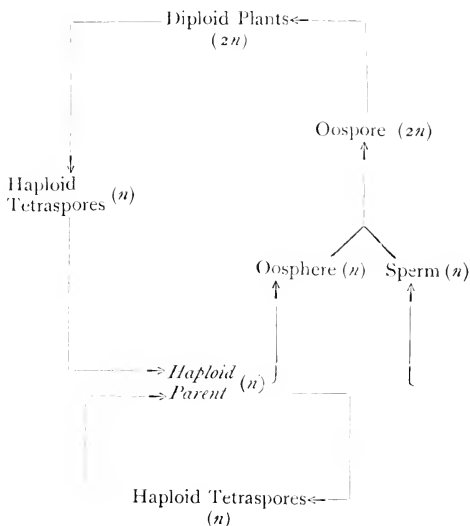 Diploid Plants
(2n)
Oospore (2n)
Haploid
Tetraspores (n)
Oosphere (n) Sperm (n)
Haploid
Parent (n)
Haploid Tetraspores
(n)